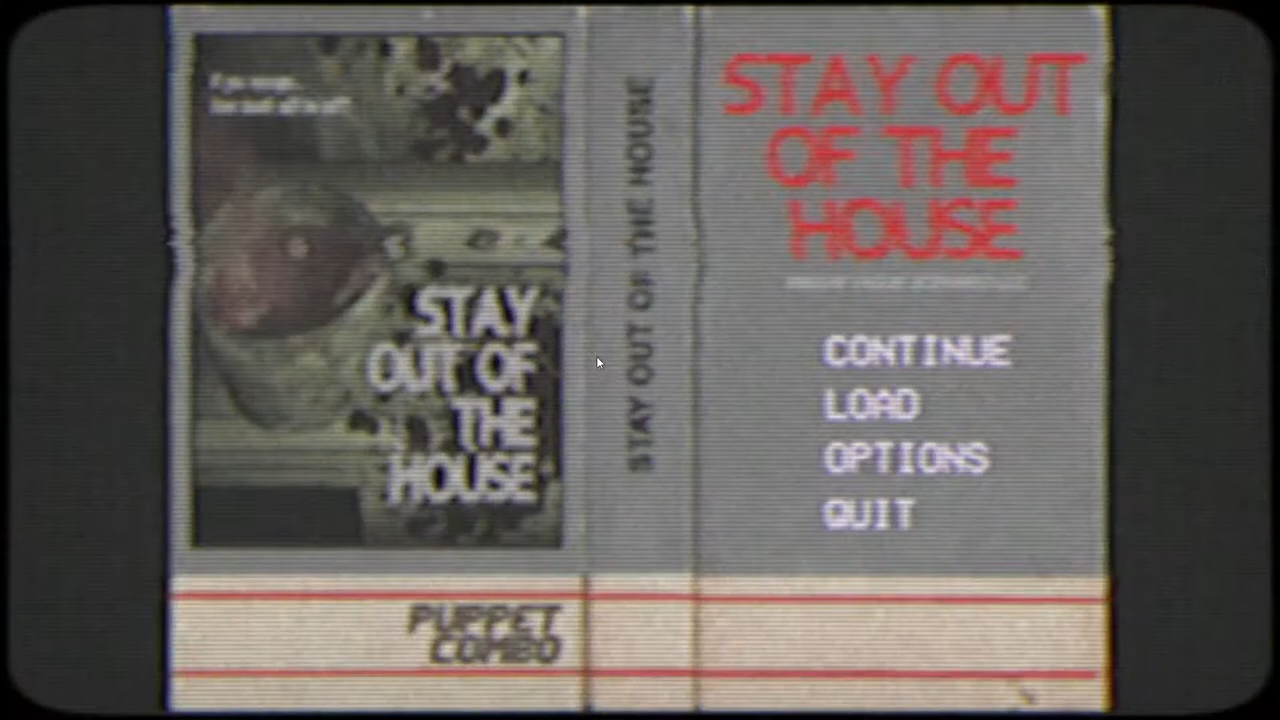 STAY
OUT OF
THE
HOUSE
PUPPET
COMBO
STAY OUT OF THE HOUSE
STAY OUT
OF THE
HOUSE
CONTINUE
LOAD
OPTIONS
QUIT